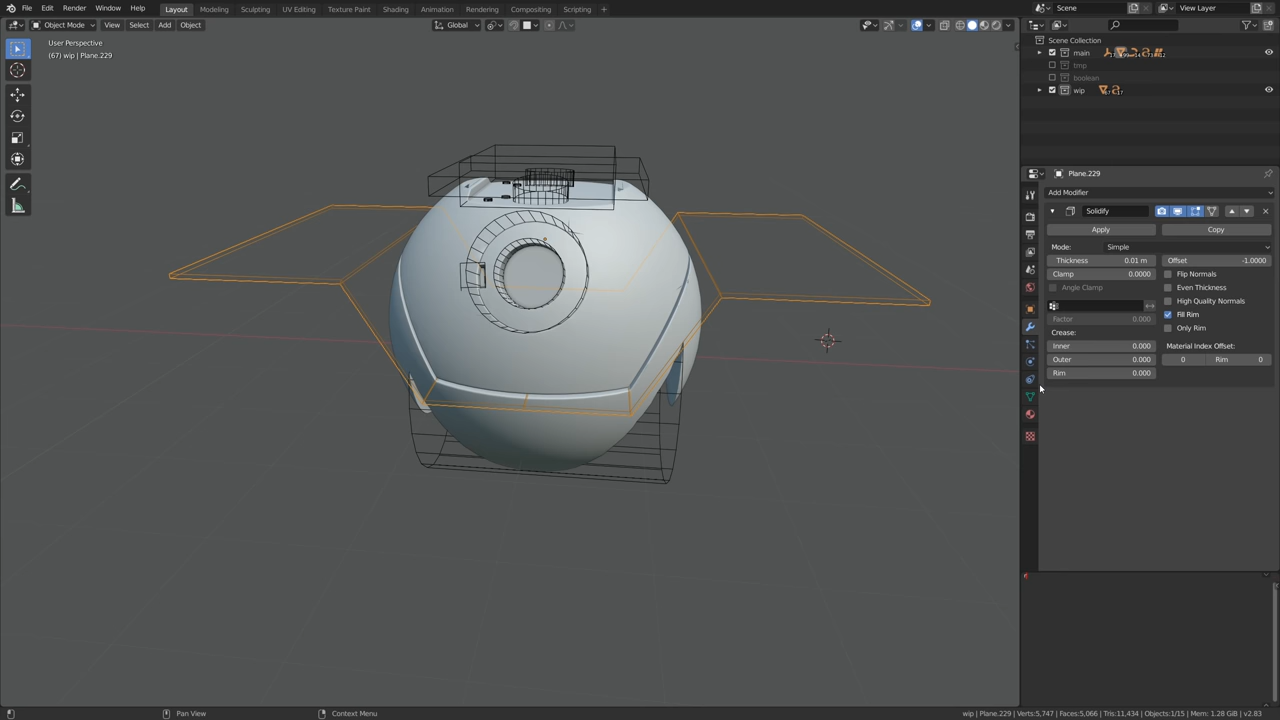 File Edit Render Window Help Layout Modeling Sculpting UV Editing Texture Paint Shading Animation Rendering Compositing Scripting + Scene View Layer
Object Mode View Select Add Object Global
User Perspective
(67) wip | Plane.229
Scene Collection
main
tmp
boolean
wip
Plane.229
Add Modifier
Solidify
Apply Copy
Mode: Simple
Thickness 0.01 m Offset -1.0000
Clamp 0.0000 Flip Normals
Angle Clamp Even Thickness
High Quality Normals
Factor 0.000 Fill Rim
Crease: Only Rim
Inner 0.000 Material Index Offset:
Outer 0.000 0 Rim 0
Rim 0.000
Pan View Context Menu wip | Plane.229 | Verts:5,747 | Faces:5,066 | Tris:11,434 | Objects:1/15 | Mem: 1.28 GiB | v2.83